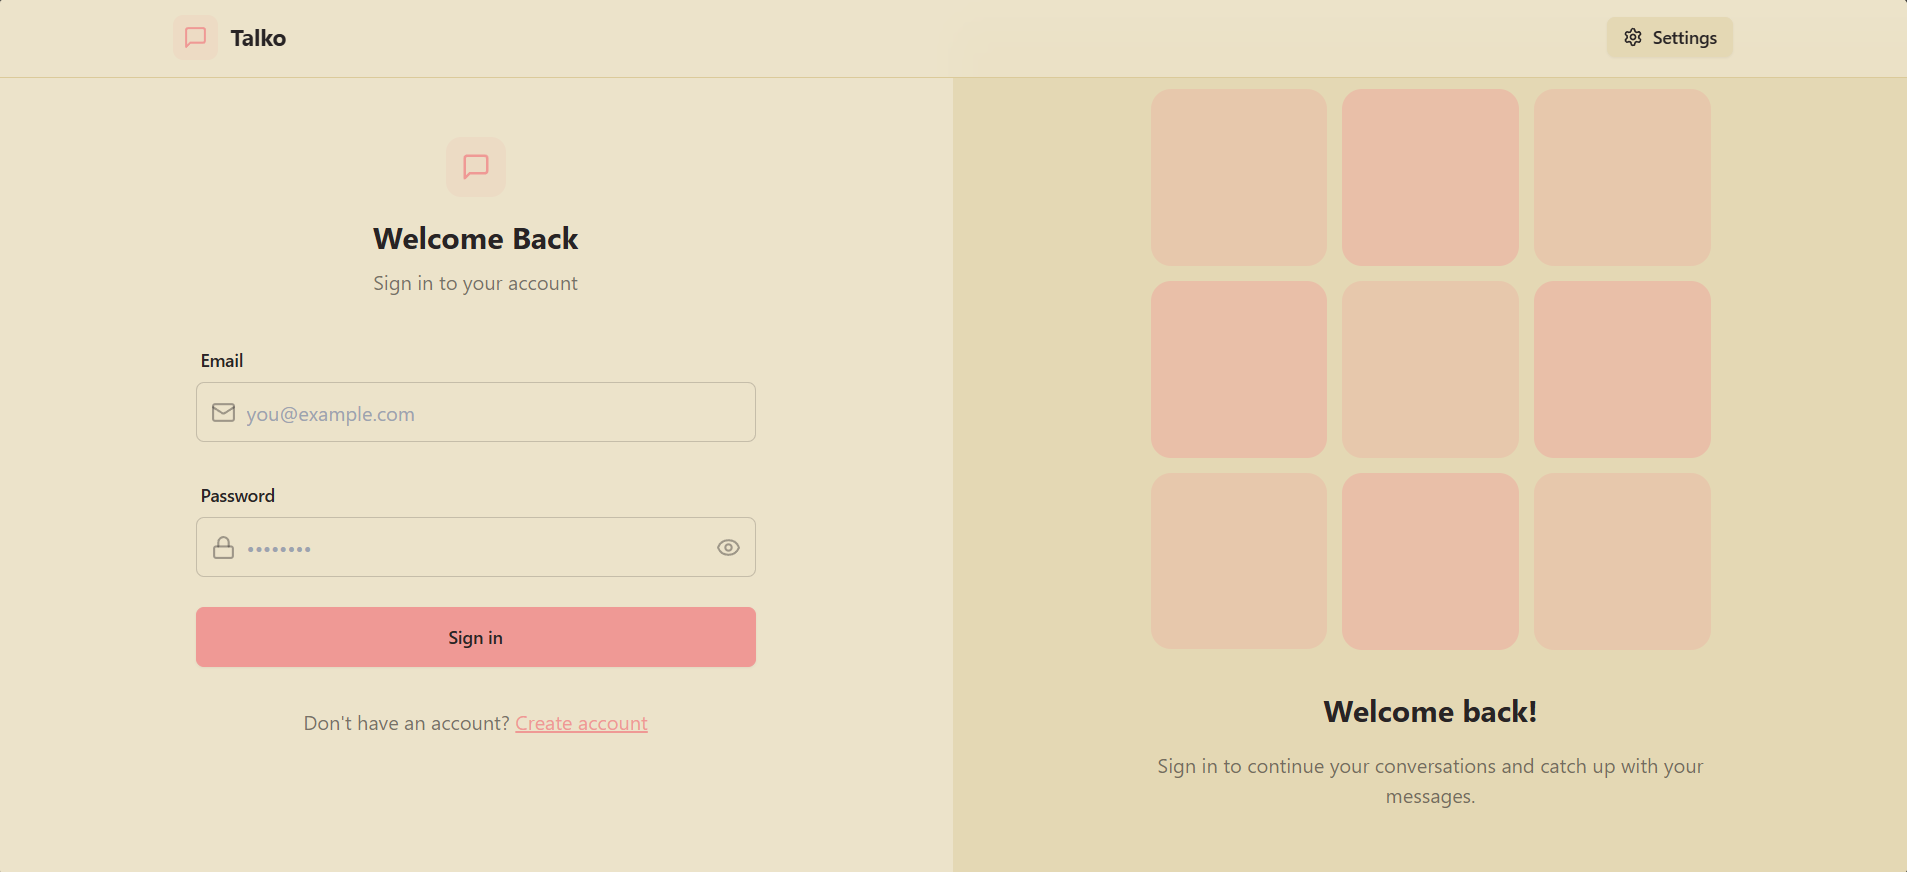 Talko
Settings
Welcome Back
Sign in to your account
Email
you@example.com
Password
••••••••
Sign in
Don't have an account? Create account
Welcome back!
Sign in to continue your conversations and catch up with your
messages.